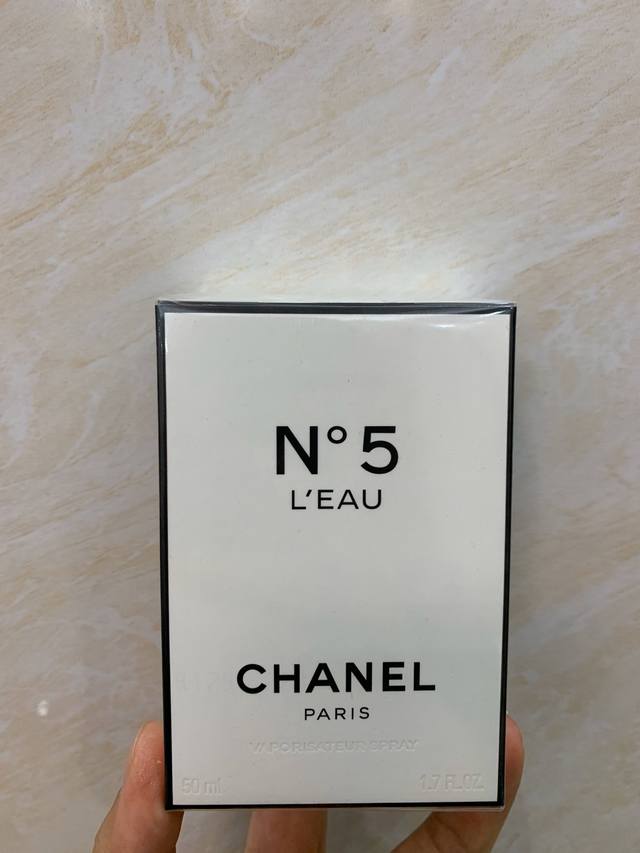 N° 5
L'EAU
CHANEL
PARIS
VAPORISATEUR SPRAY
50 ml 1.7 FL.OZ.